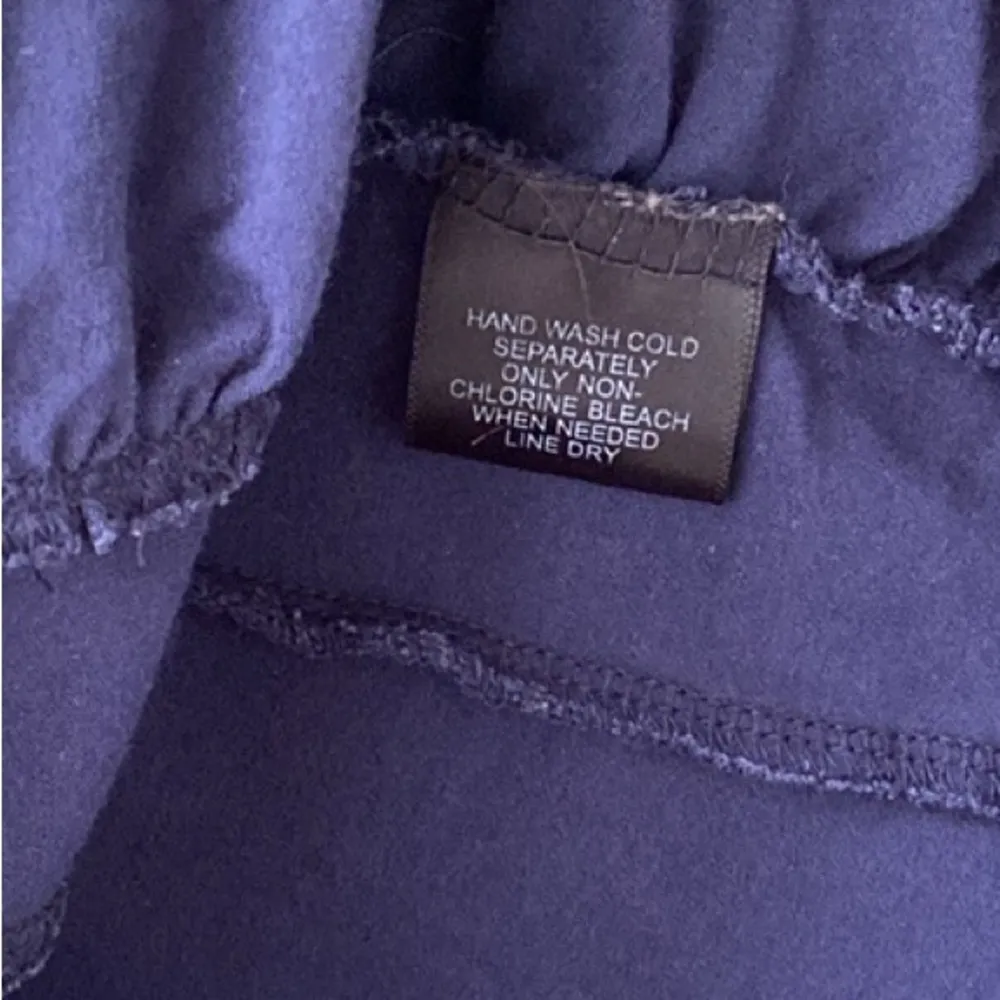 HAND WASH COLD
SEPARATELY
ONLY NON-
CHLORINE BLEACH
WHEN NEEDED
LINE DRY